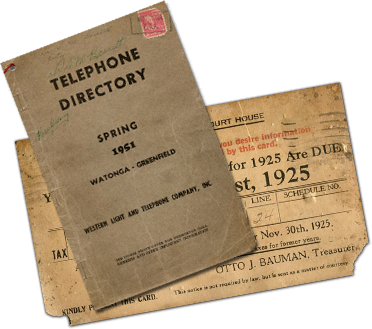 TELEPHONE
DIRECTORY
SPRING
1951
WATONGA - GREENFIELD
WESTERN LIGHT AND TELEPHONE COMPANY, INC.
COURT HOUSE
you desire information
by this card.
for 1925 Are DUE
st, 1925
LINE
SCHEDULE NO.
24
Nov. 30th, 1925.
taxes for former years.
OTTO J. BAUMAN, Treasurer
This notice is not required by law, but is sent as a matter of courtesy.
TAX
KINDLY
THIS CARD.